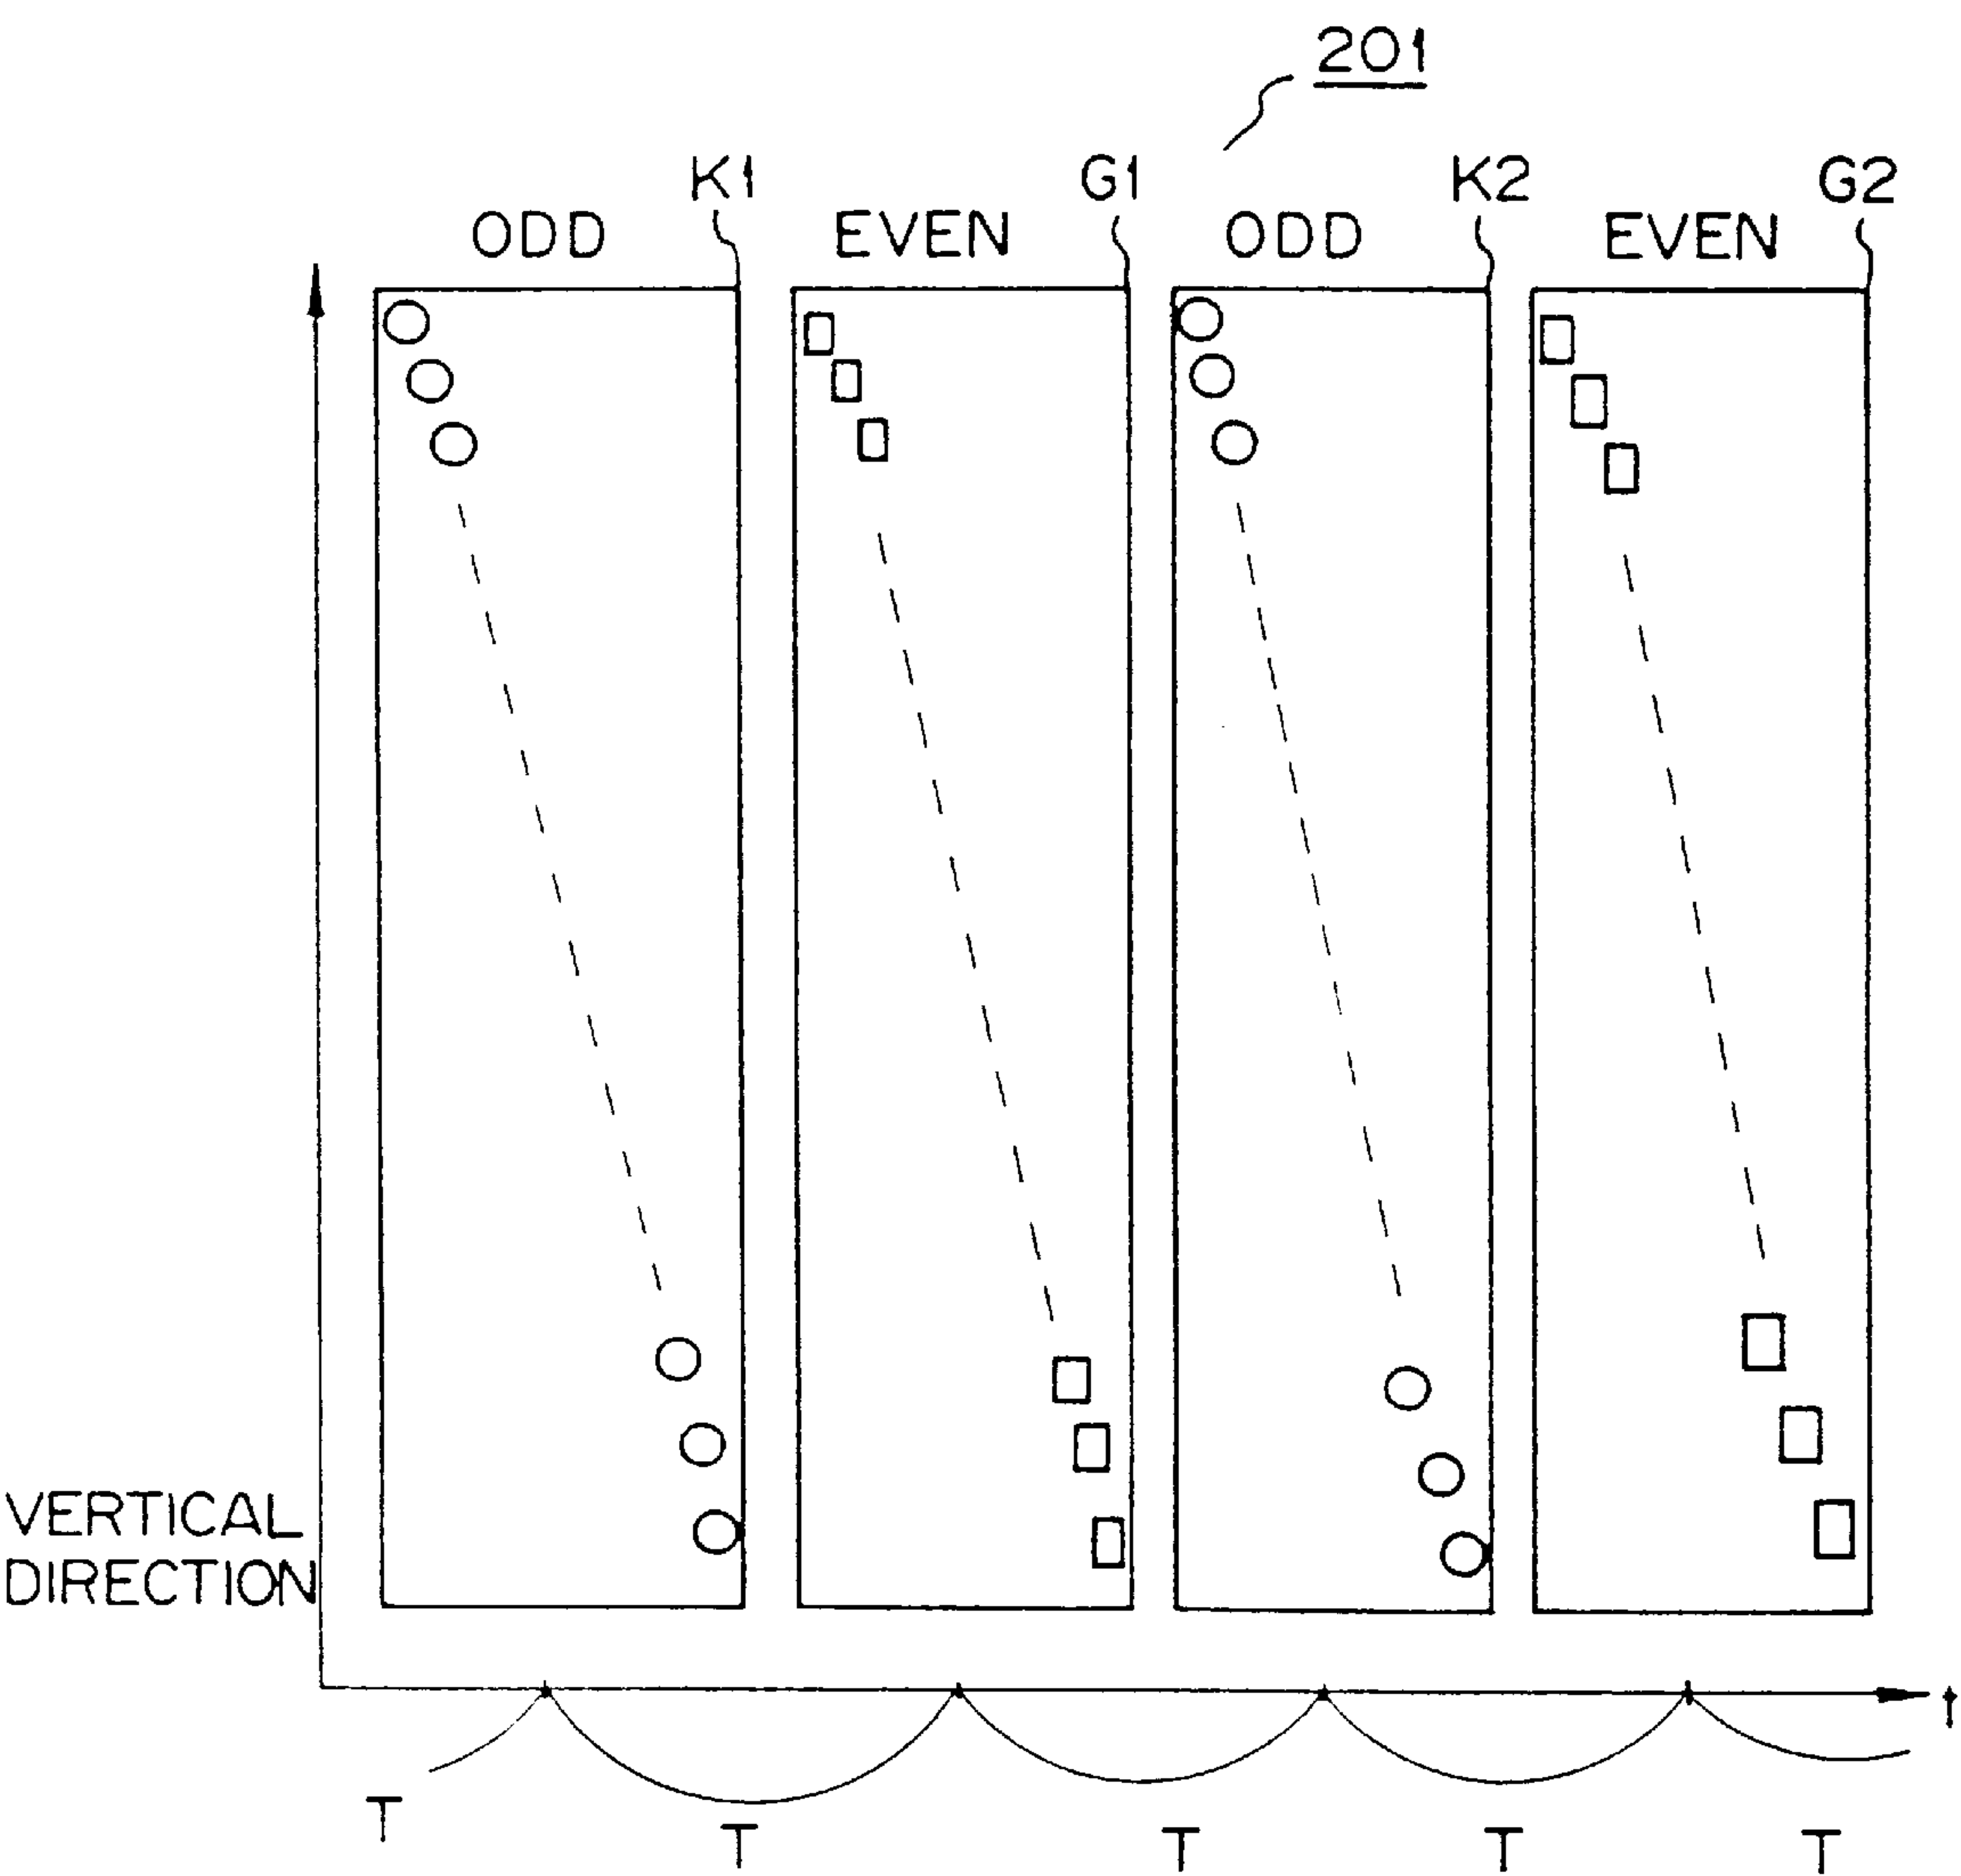 201
K1
G1
K2
G2
ODD
EVEN
ODD
EVEN
VERTICAL
DIRECTION
t
T
T
T
T
T